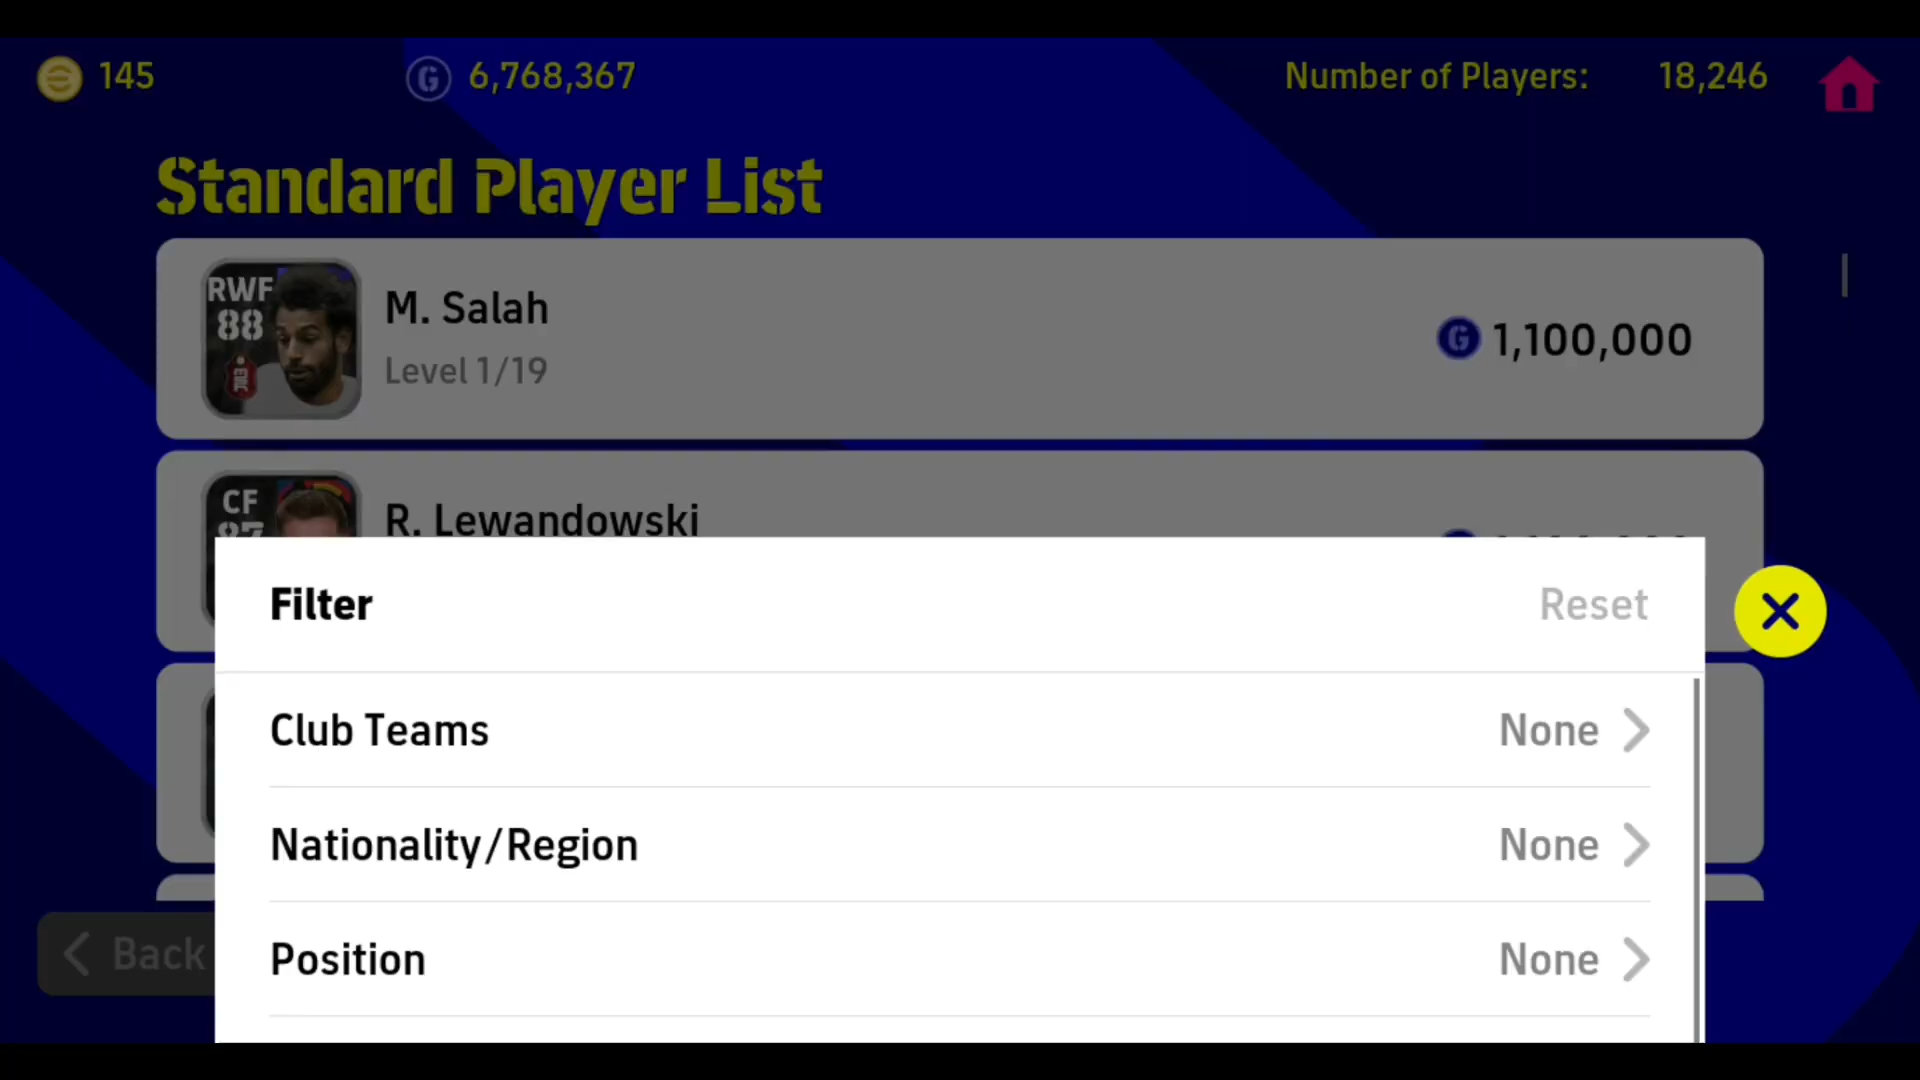 145
G 6,768,367
Number of Players: 18,246
Standard Player List
RWF
88
M. Salah
Level 1/19
G 1,100,000
CF
87
R. Lewandowski
Filter
Reset
Club Teams
None
Nationality/Region
None
Position
None
Back